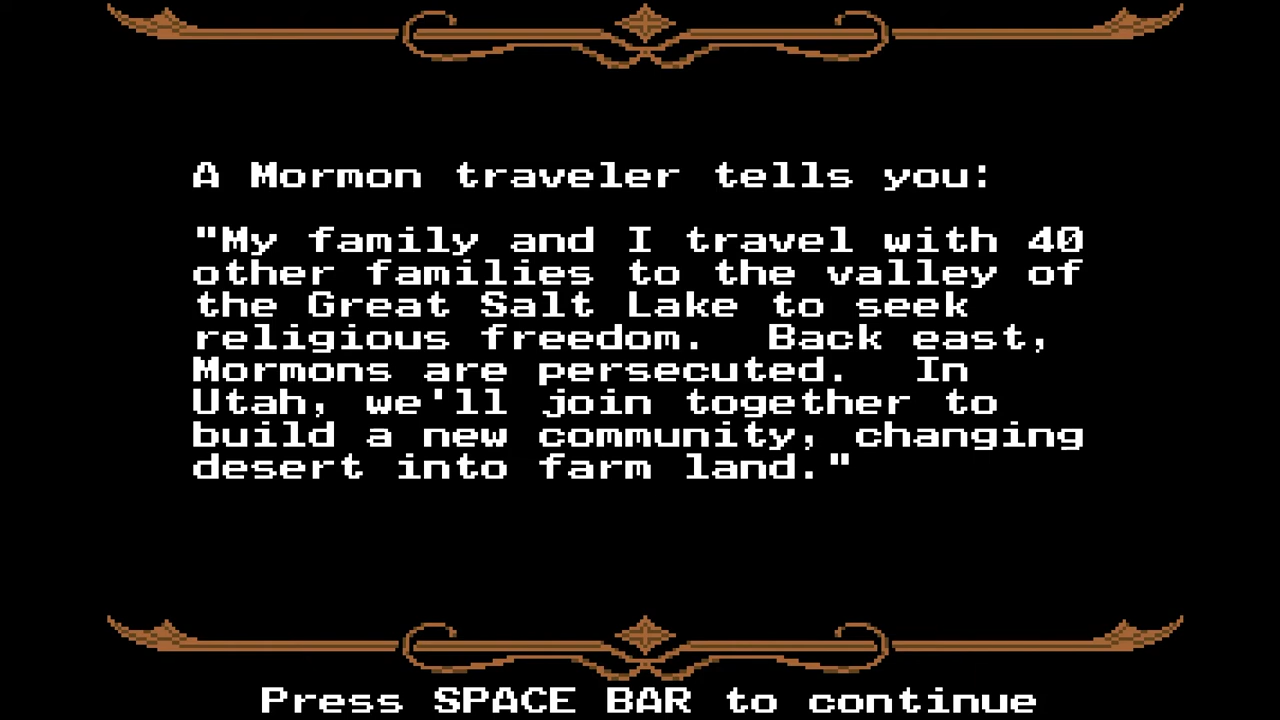 A Mormon traveler tells you:
"My family and I travel with 40
other families to the valley of
the Great Salt Lake to seek
religious freedom.  Back east,
Mormons are persecuted.  In
Utah, we'll join together to
build a new community, changing
desert into farm land."
Press SPACE BAR to continue